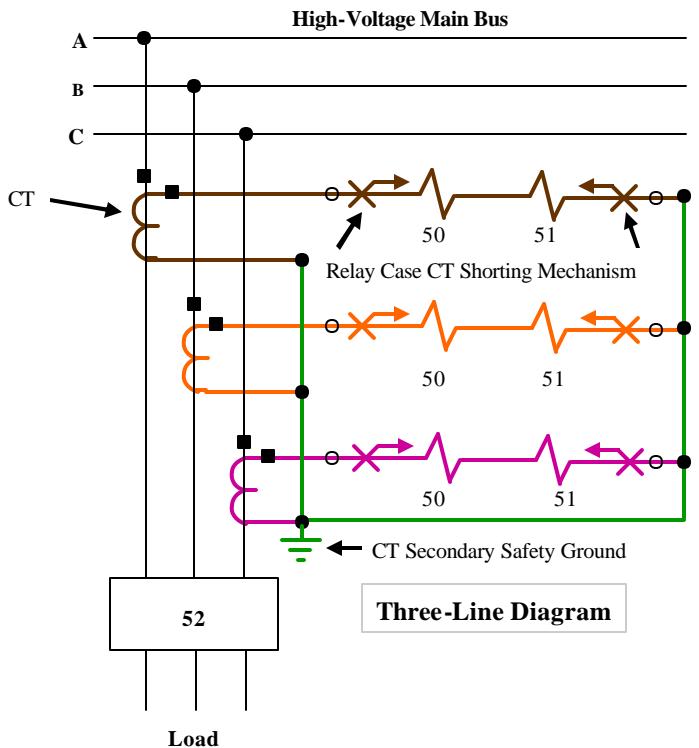 High-Voltage Main Bus
A
B
C
CT
50
51
Relay Case CT Shorting Mechanism
50
51
50
51
CT Secondary Safety Ground
52
Three-Line Diagram
Load